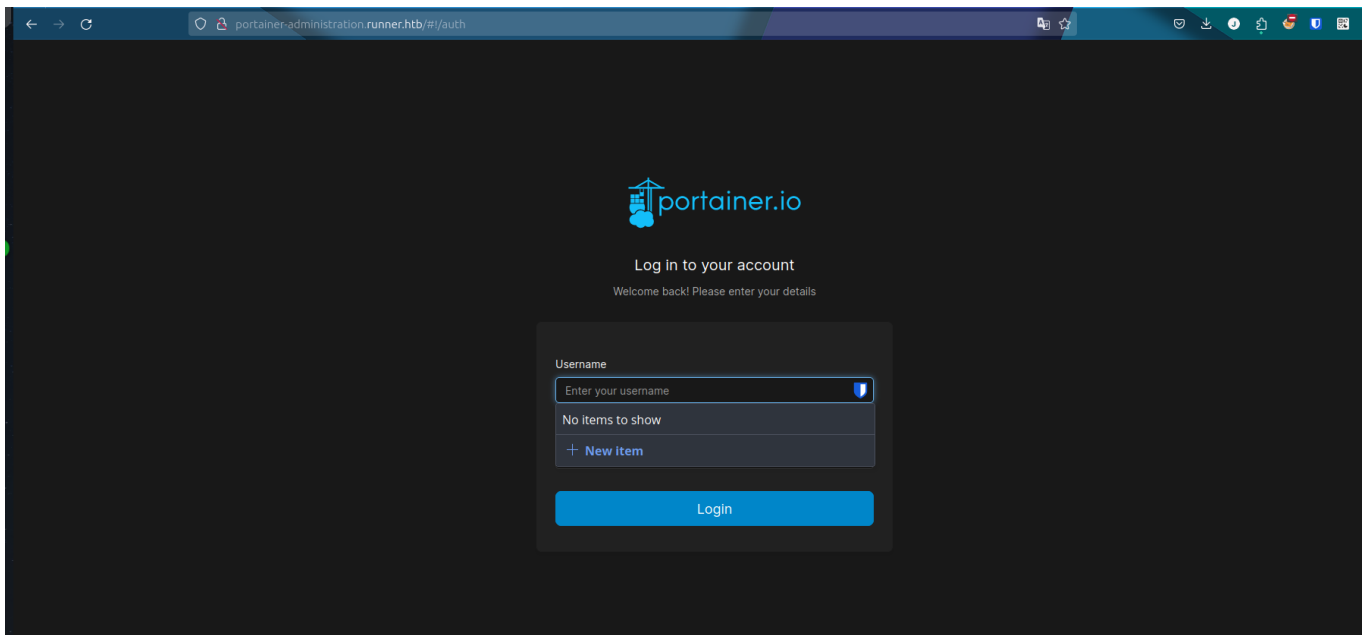 portainer-administration.runner.htb/#!/auth
portainer.io
Log in to your account
Welcome back! Please enter your details
Username
Enter your username
No items to show
+ New item
Login